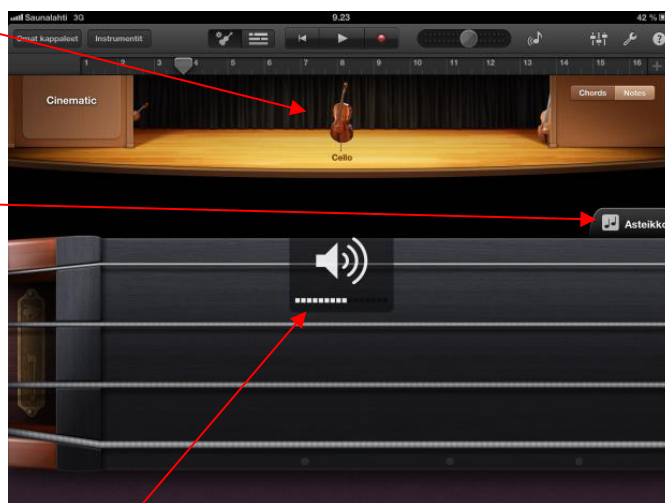 Saunalahti 3G 9.23 42 %
Omat kappaleet Instrumentit
1 2 3 4 5 6 7 8 9 10 11 12 13 14 15 16
Cinematic
Chords Notes
Cello
Asteikko